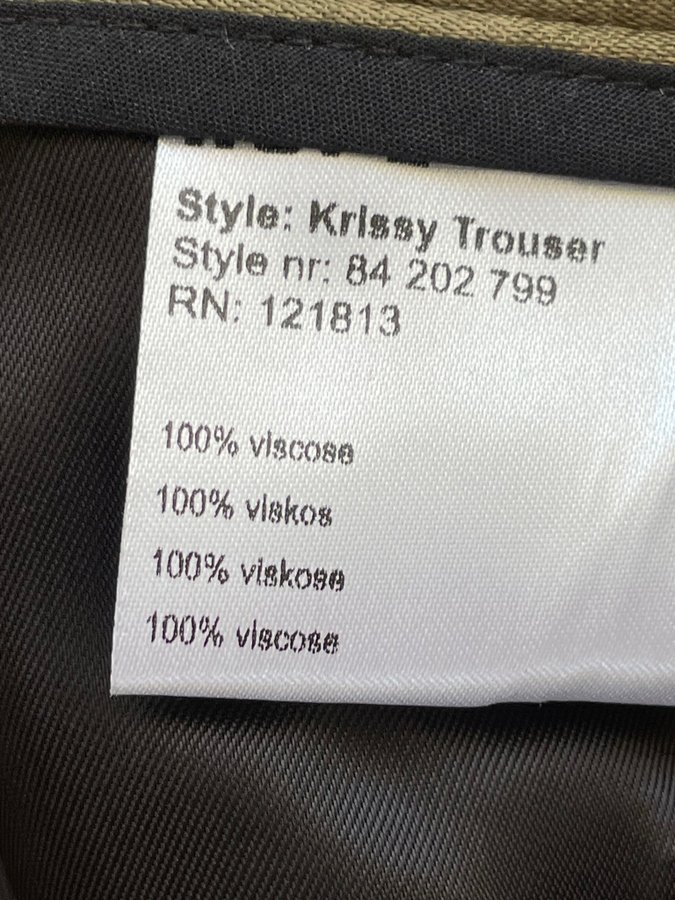 Style: Krissy Trouser
Style nr: 84 202 799
RN: 121813
100% viscose
100% viskos
100% viskose
100% viscose